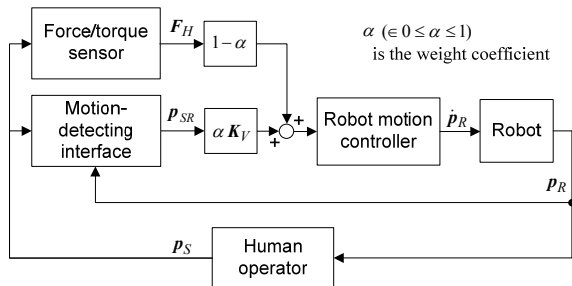 Force/torque
sensor
F_H
1−α
α (∈ 0 ≤ α ≤ 1)
is the weight coefficient
Motion-
detecting
interface
p_SR
α K_V
+
+
+
Robot motion
controller
ṗ_R
Robot
p_R
p_S
Human
operator